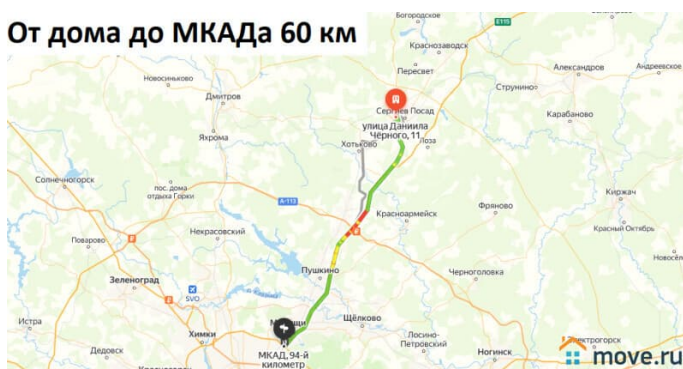 От дома до МКАДа 60 км
Богородское
E115
Краснозаводск
Пересвет
Александров
Андреевское
Новосиньково
Дмитров
Струнино
Карабаново
Сергиев Посад
улица Даниила
Чёрного, 11
Яхрома
Хотьково
Лоза
Солнечногорск
пос. дома
отдыха Горки
А-113
Красноармейск
Фряново
Киржач
Красный Октябрь
Некрасовский
Поварово
Пушкино
Черноголовка
Зеленоград
SVO
Химки
Щёлково
Истра
МКАД, 94-й
километр
Лосино-
Петровский
Дедовск
Ногинск
move.ru